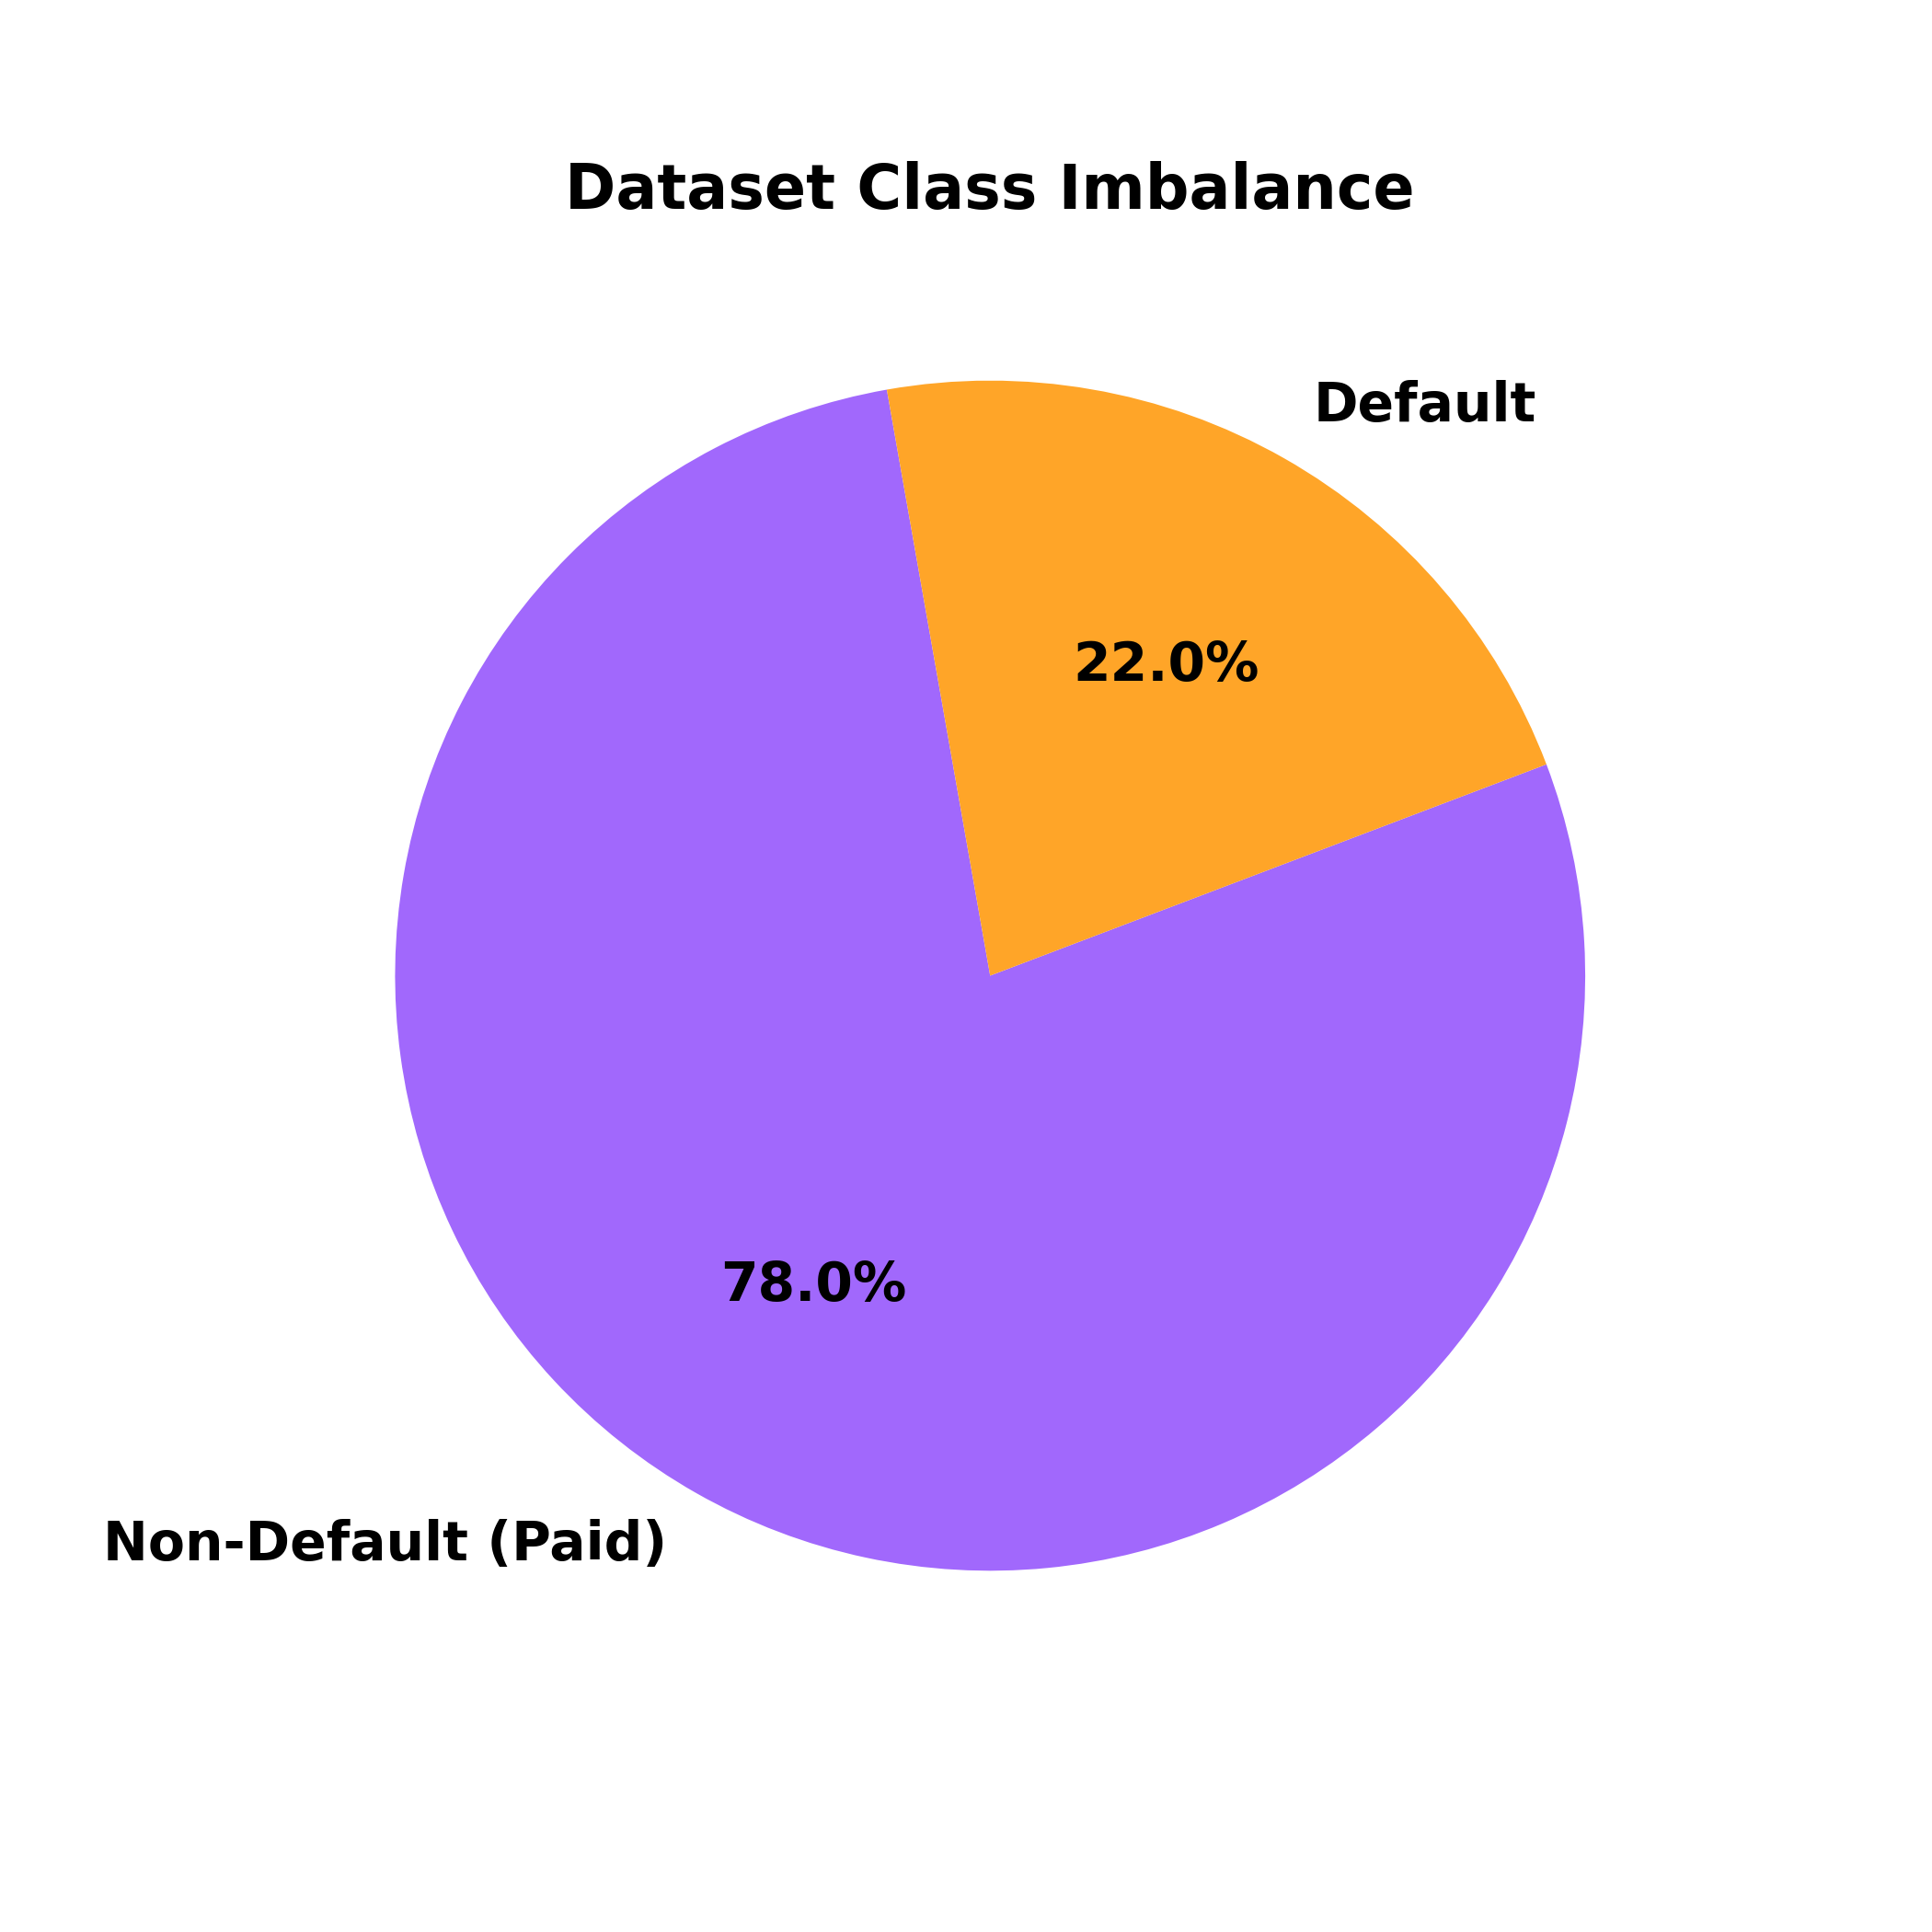 Dataset Class Imbalance
Default
22.0%
78.0%
Non-Default (Paid)